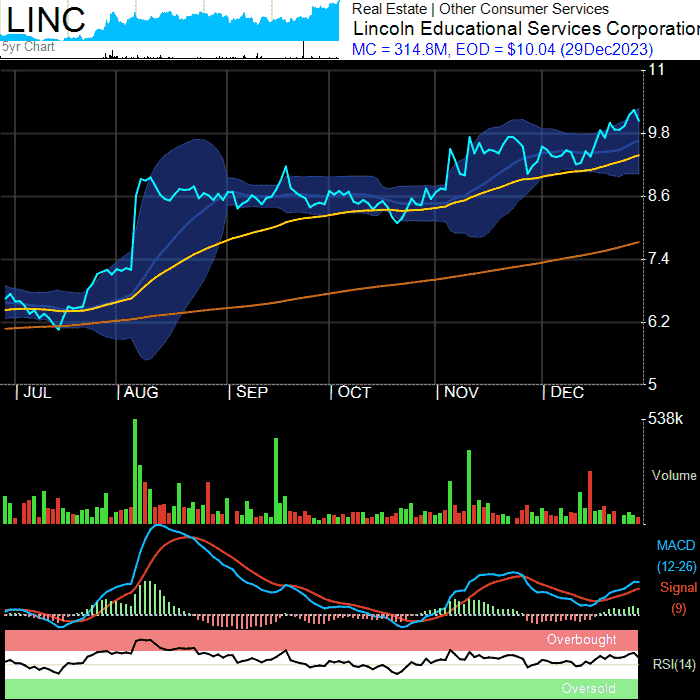 LINC
5yr Chart
Real Estate | Other Consumer Services
Lincoln Educational Services Corporation
MC = 314.8M, EOD = $10.04 (29Dec2023)
11
9.8
8.6
7.4
6.2
5
JUL
AUG
SEP
OCT
NOV
DEC
538k
Volume
MACD
(12-26)
Signal
(9)
Overbought
RSI(14)
Oversold